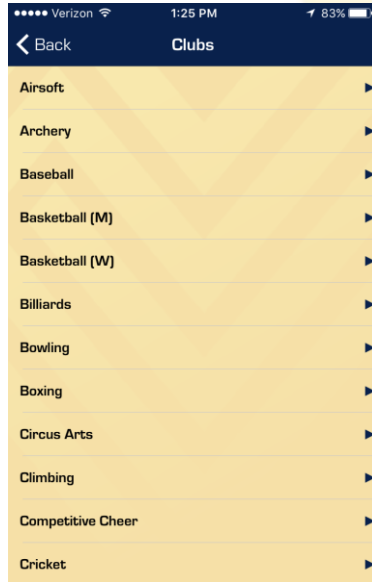 Verizon 1:25 PM 83%
Back Clubs
Airsoft
Archery
Baseball
Basketball (M)
Basketball (W)
Billiards
Bowling
Boxing
Circus Arts
Climbing
Competitive Cheer
Cricket